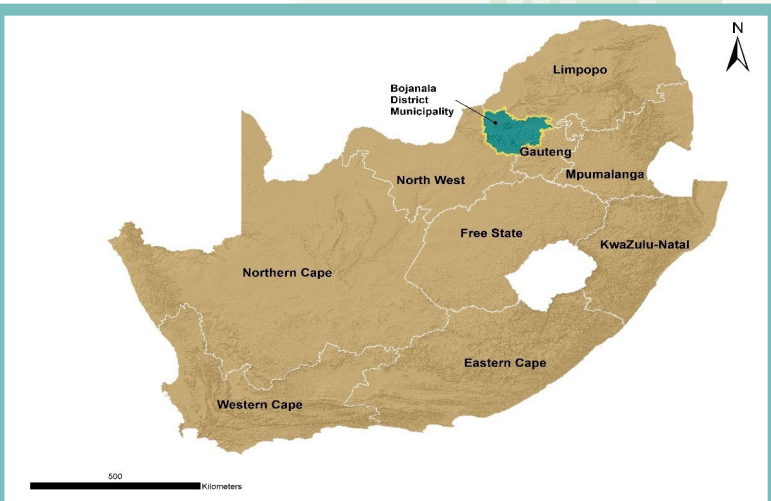 N
Limpopo
Bojanala
District
Municipality
Gauteng
Mpumalanga
North West
Free State
KwaZulu-Natal
Northern Cape
Eastern Cape
Western Cape
500
Kilometers